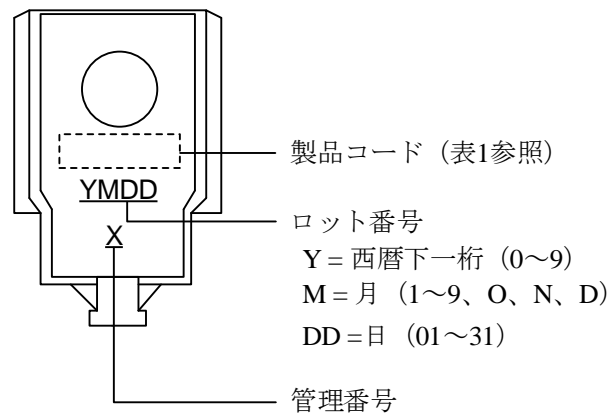 製品コード（表1参照）
YMDD
ロット番号
X
Y = 西暦下一桁（0～9）
M = 月（1～9、O、N、D）
DD =日（01～31）
管理番号